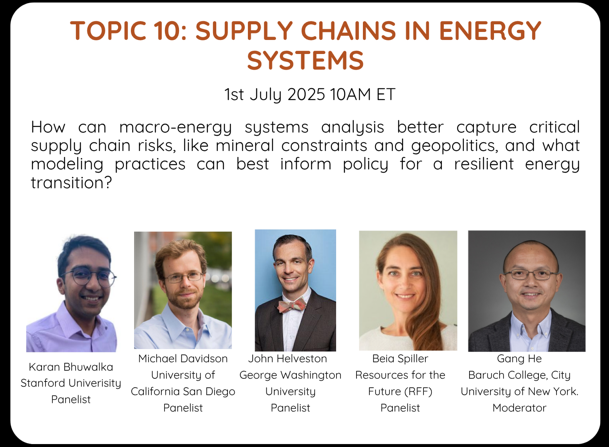 TOPIC 10: SUPPLY CHAINS IN ENERGY
SYSTEMS
1st July 2025 10AM ET
How can macro-energy systems analysis better capture critical
supply chain risks, like mineral constraints and geopolitics, and what
modeling practices can best inform policy for a resilient energy
transition?
Karan Bhuwalka
Stanford Univerisity
Panelist
Michael Davidson
University of
California San Diego
Panelist
John Helveston
George Washington
University
Panelist
Beia Spiller
Resources for the
Future (RFF)
Panelist
Gang He
Baruch College, City
University of New York.
Moderator